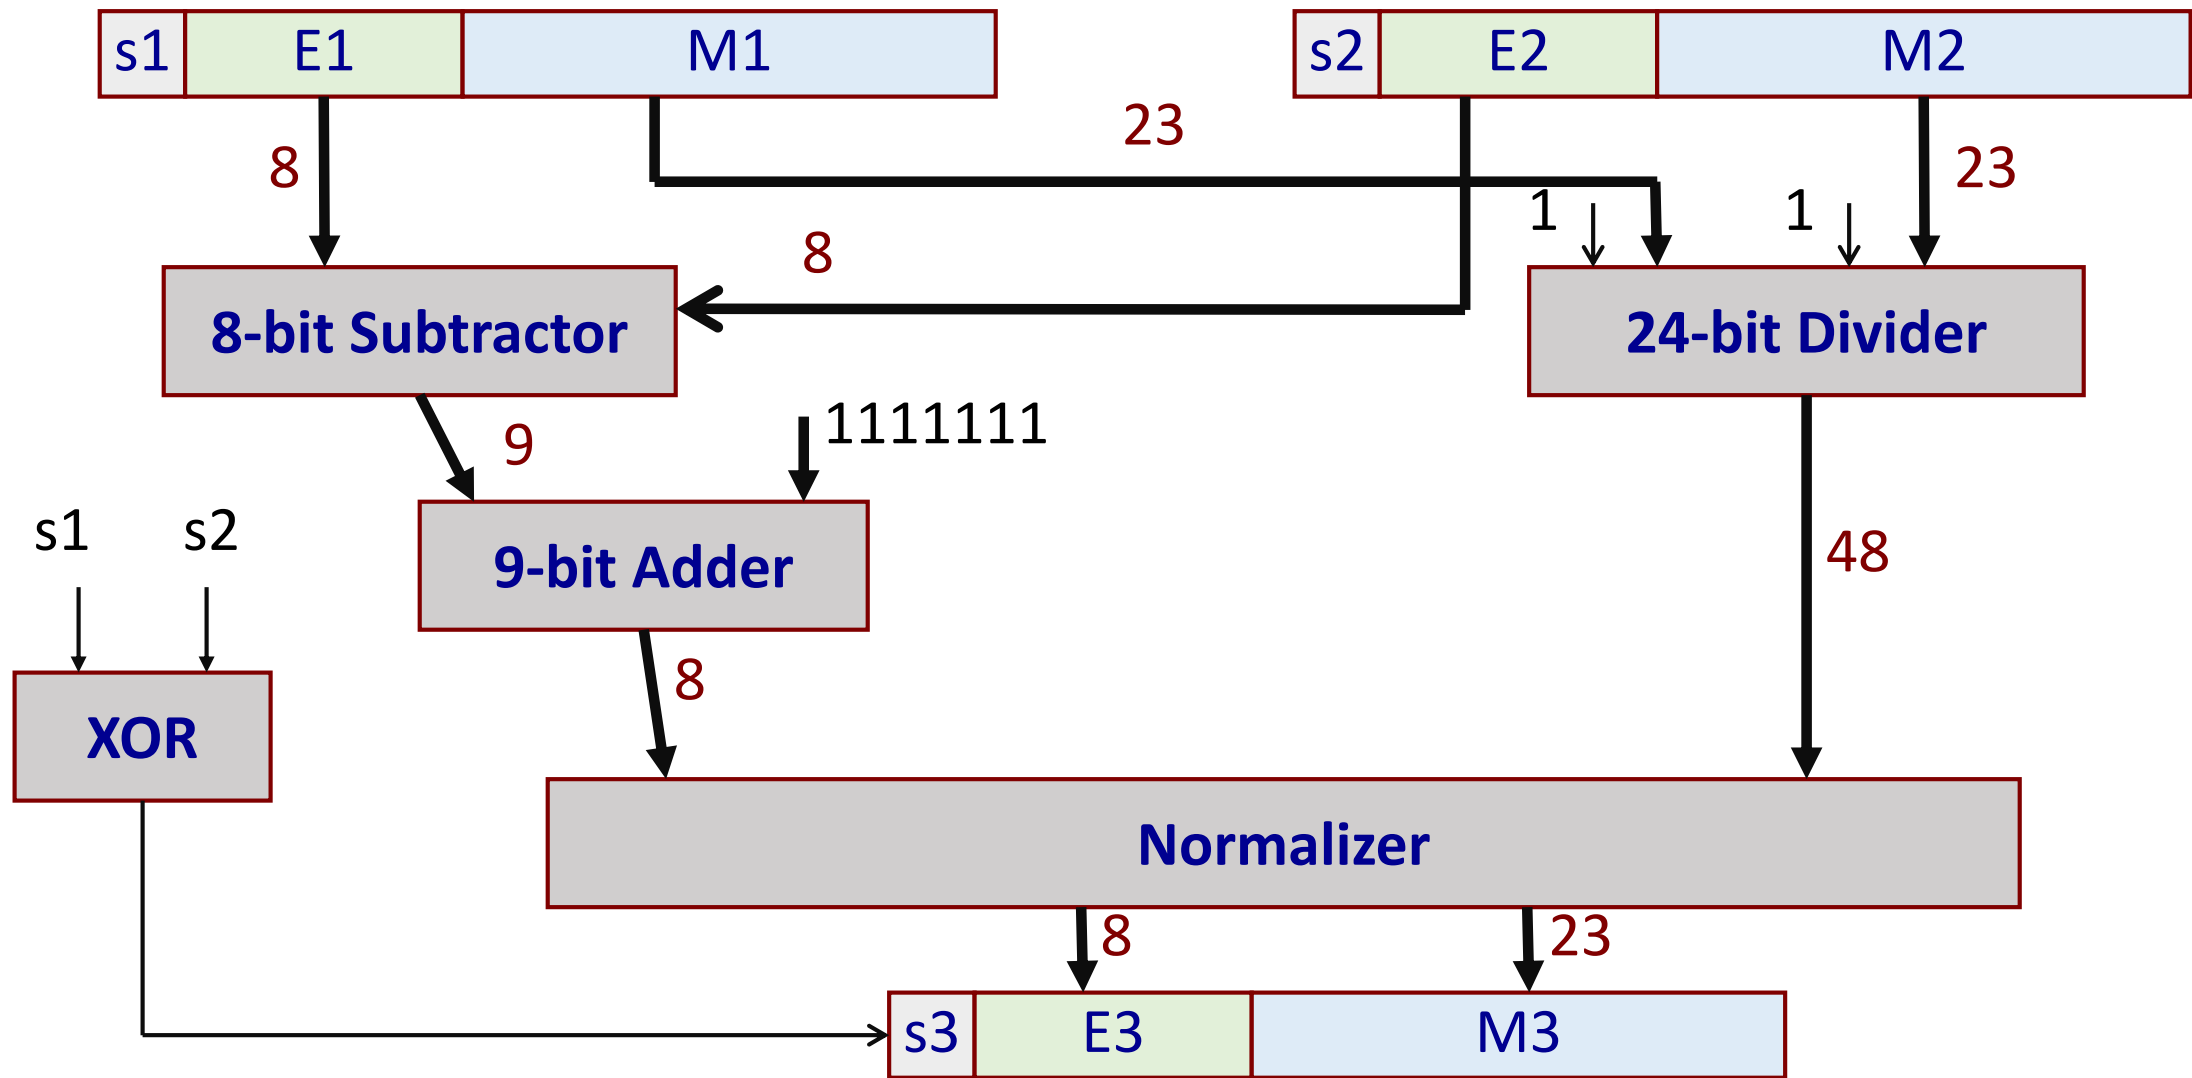 s1 E1 M1 s2 E2 M2
23
8 23
1 1
8
8-bit Subtractor 24-bit Divider
1111111
9
s1 s2
48
9-bit Adder
8
XOR
Normalizer
8 23
s3 E3 M3